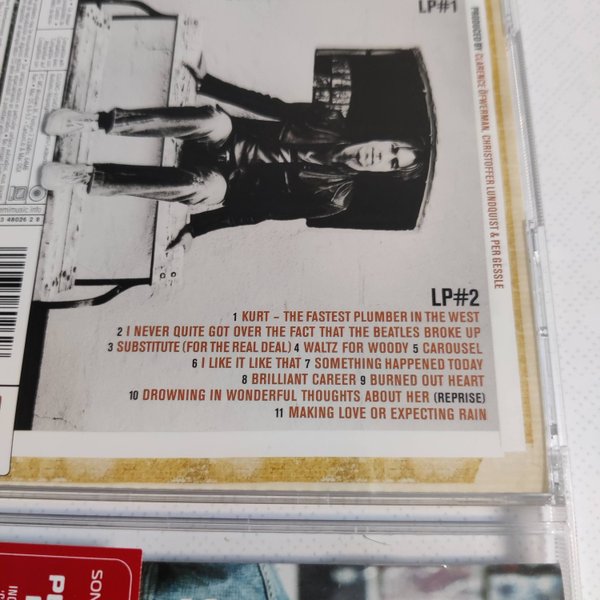 LP#1
PRODUCED BY: CLARENCE ÖFWERMAN, CHRISTOFFER LUNDQUIST & PER GESSLE
LP#2
1 KURT – THE FASTEST PLUMBER IN THE WEST
2 I NEVER QUITE GOT OVER THE FACT THAT THE BEATLES BROKE UP
3 SUBSTITUTE (FOR THE REAL DEAL) 4 WALTZ FOR WOODY 5 CAROUSEL
6 I LIKE IT LIKE THAT 7 SOMETHING HAPPENED TODAY
8 BRILLIANT CAREER 9 BURNED OUT HEART
10 DROWNING IN WONDERFUL THOUGHTS ABOUT HER (REPRISE)
11 MAKING LOVE OR EXPECTING RAIN
SON